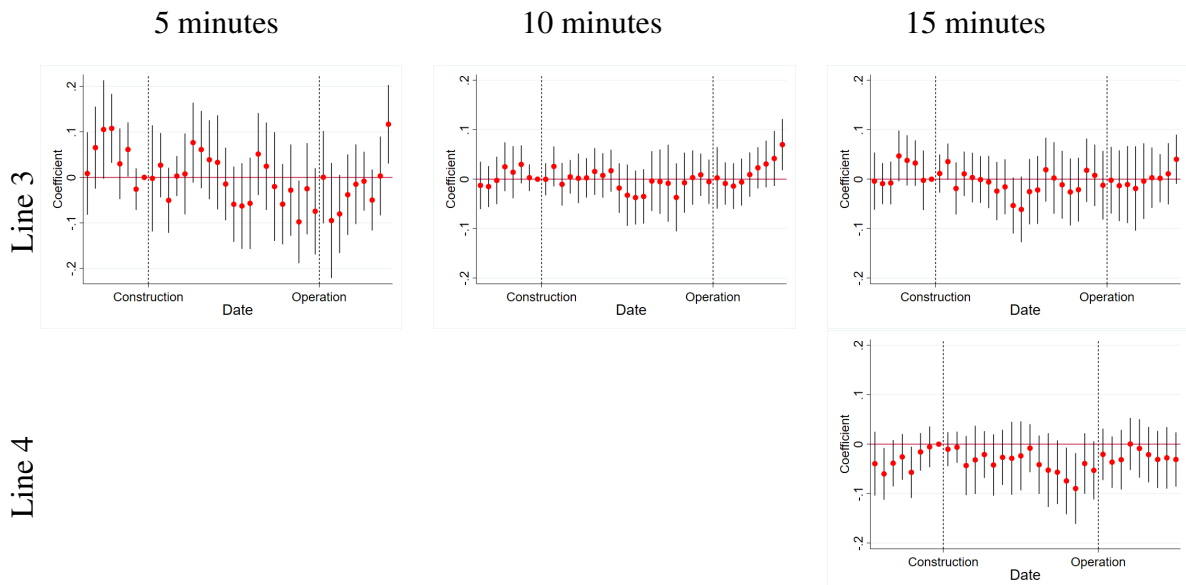 5 minutes
10 minutes
15 minutes
Line 3
Coefficient
.2
.1
0
-.1
-.2
Construction
Operation
Date
Coefficient
.2
.1
0
-.1
-.2
Construction
Operation
Date
Coefficient
.2
.1
0
-.1
-.2
Construction
Operation
Date
Line 4
Coefficient
.2
.1
0
-.1
-.2
Construction
Operation
Date